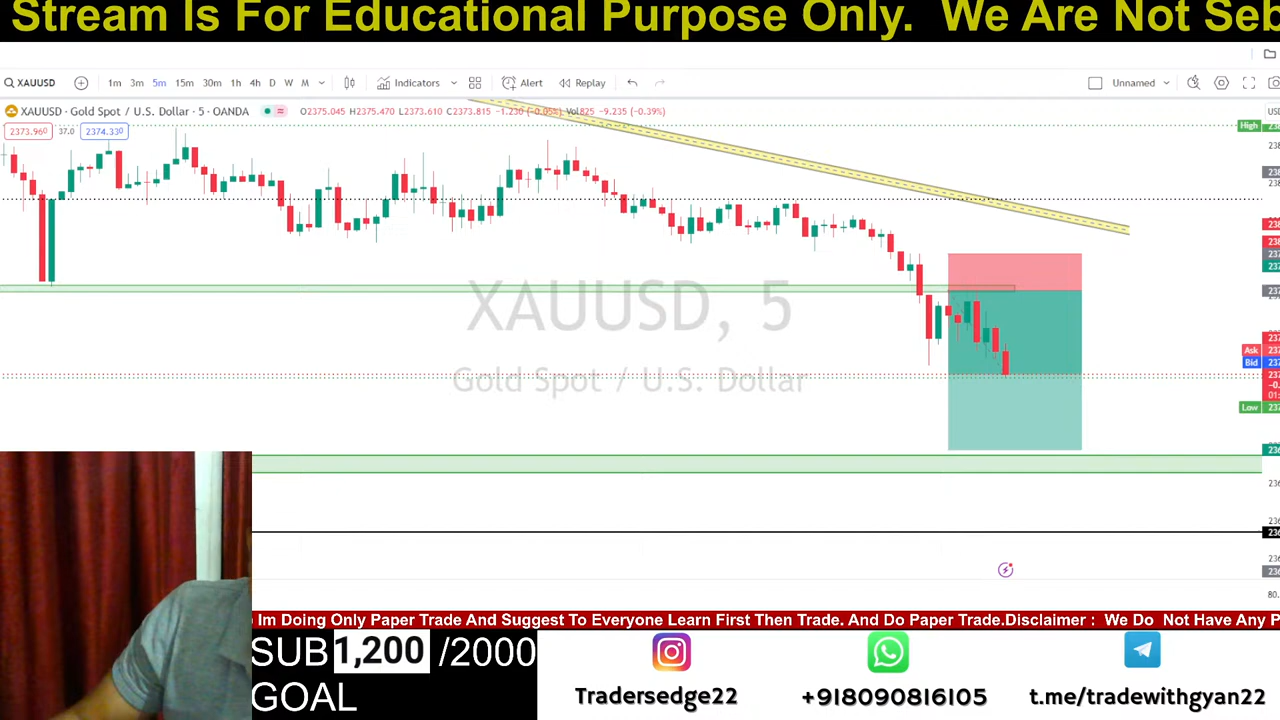 Stream Is For Educational Purpose Only. We Are Not Seb
XAUUSD 1m 3m 5m 15m 30m 1h 4h D W M Indicators Alert Replay Unnamed
XAUUSD · Gold Spot / U.S. Dollar · 5 · OANDA O2375.045 H2375.470 L2373.610 C2373.815 −1.230 (−0.05%) Vol825 −9.235 (−0.39%)
2373.960 37.0 2374.330
High
XAUUSD, 5
Gold Spot / U.S. Dollar
Ask
Bid
Low
80.
Im Doing Only Paper Trade And Suggest To Everyone Learn First Then Trade. And Do Paper Trade.Disclaimer : We Do Not Have Any P
SUB 1,200 /2000
GOAL
Tradersedge22 +918090816105 t.me/tradewithgyan22